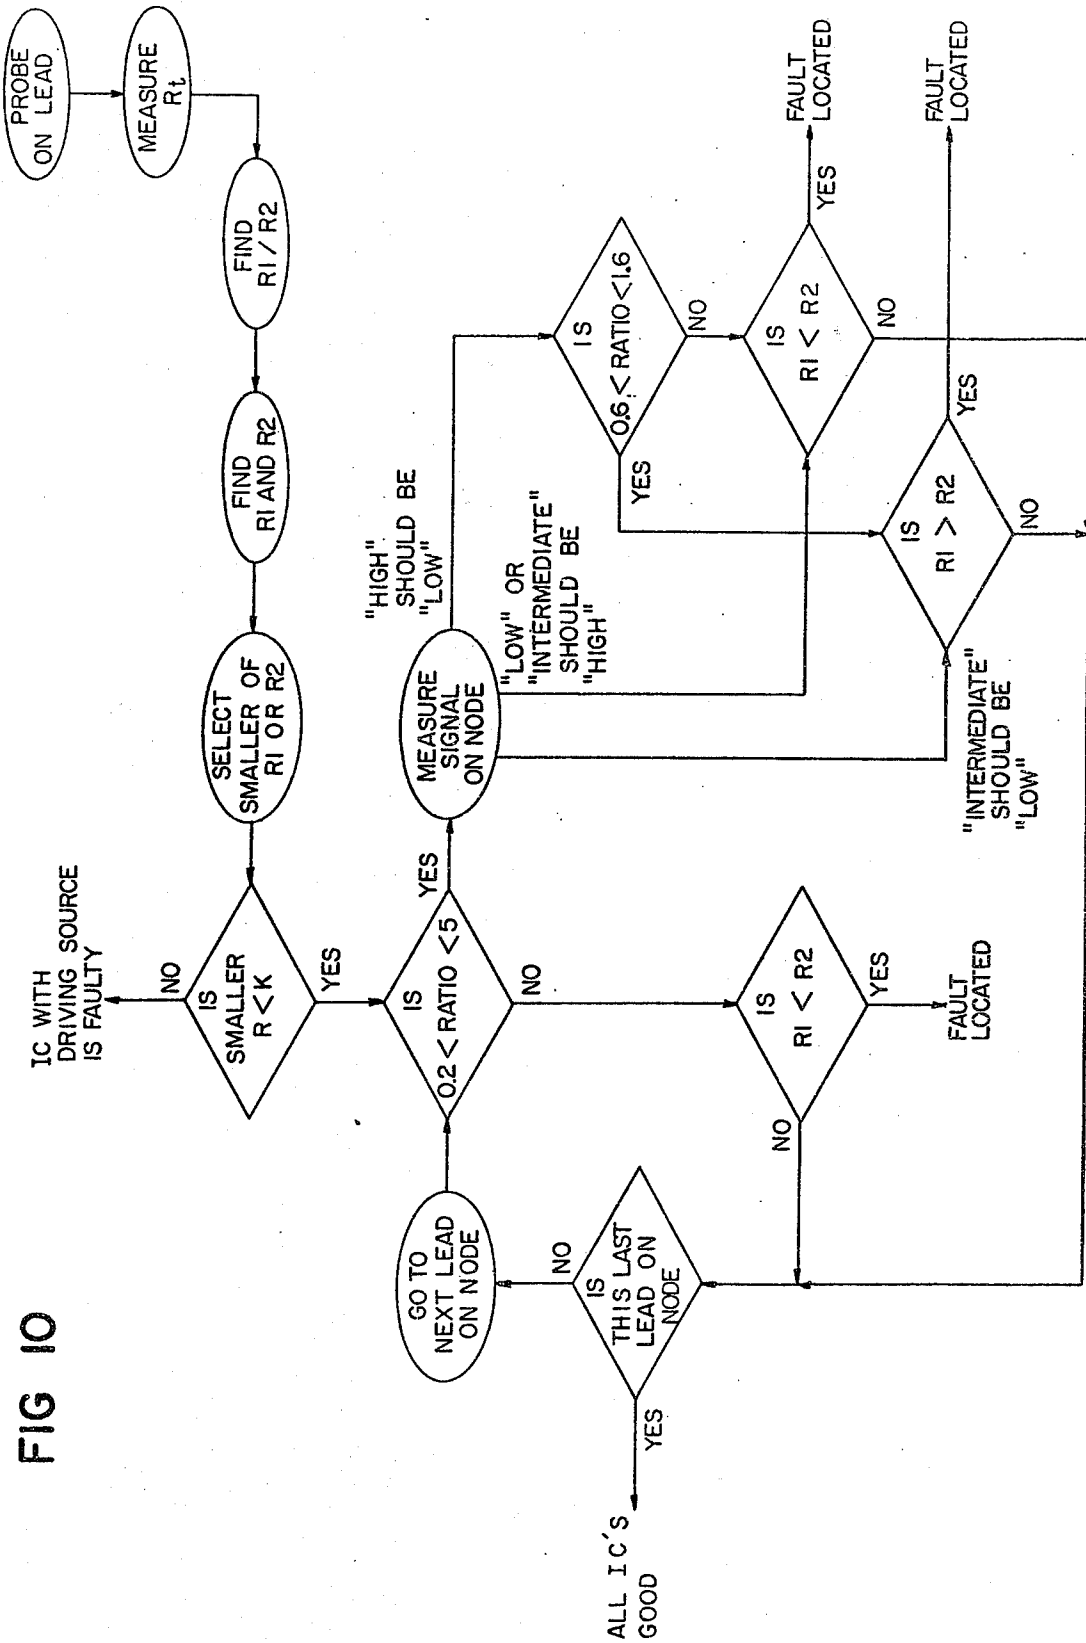 FIG 10
PROBE
ON LEAD
MEASURE
Rt
FIND
R1 / R2
FIND
R1 AND R2
SELECT
SMALLER OF
R1 OR R2
IS
SMALLER
R < K
NO
IC WITH
DRIVING SOURCE
IS FAULTY
YES
IS
0.2 < RATIO < 5
YES
NO
MEASURE
SIGNAL
ON NODE
"HIGH"
SHOULD BE
"LOW"
"LOW" OR
"INTERMEDIATE"
SHOULD BE
"HIGH"
"INTERMEDIATE"
SHOULD BE
"LOW"
IS
0.6 < RATIO < 1.6
YES
NO
IS
R1 < R2
YES
FAULT
LOCATED
NO
IS
R1 > R2
YES
FAULT
LOCATED
NO
IS
R1 < R2
YES
FAULT
LOCATED
NO
IS
THIS LAST
LEAD ON
NODE
NO
GO TO
NEXT LEAD
ON NODE
YES
ALL IC'S
GOOD